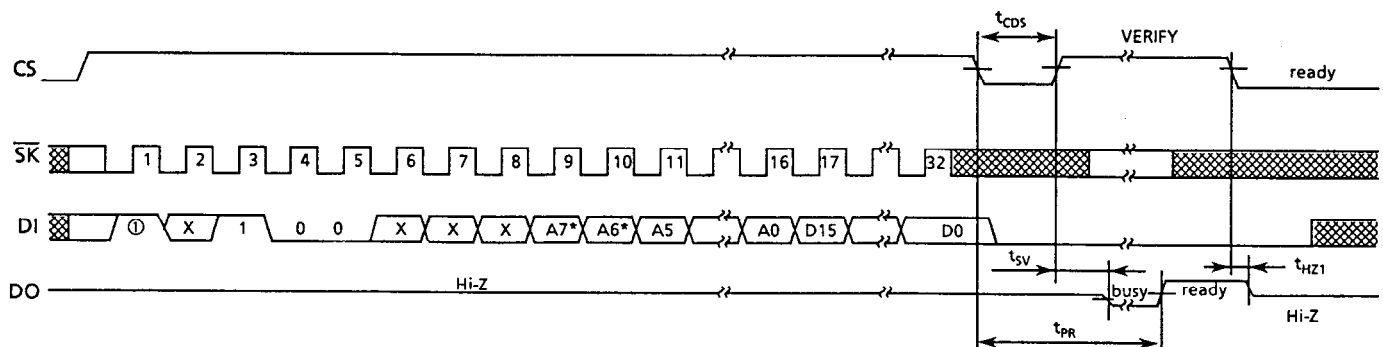 tCDS
VERIFY
CS
ready
SK
1 2 3 4 5 6 7 8 9 10 11 16 17 32
DI
① X 1 0 0 X X X A7* A6* A5 A0 D15 D0
tSV
tHZ1
DO
Hi-Z
busy
ready
Hi-Z
tPR